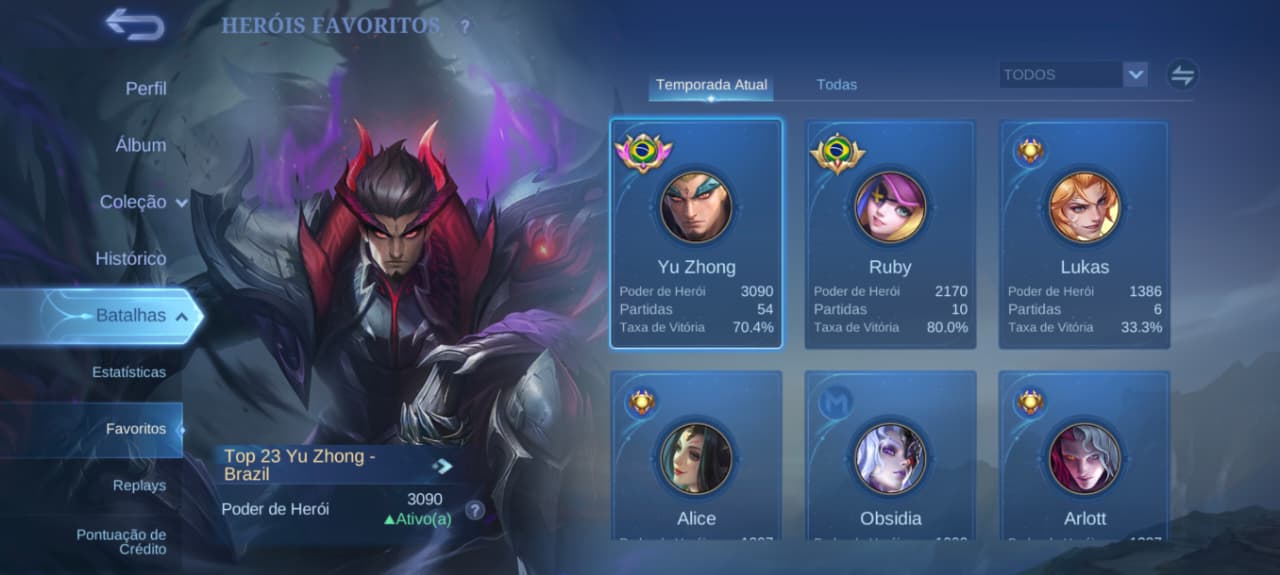 HERÓIS FAVORITOS ?
Perfil
Álbum
Coleção
Histórico
Batalhas
Estatísticas
Favoritos
Replays
Pontuação de
Crédito
Top 23 Yu Zhong -
Brazil
Poder de Herói 3090 ?
Ativo(a)
Temporada Atual Todas TODOS
Yu Zhong
Poder de Herói 3090
Partidas 54
Taxa de Vitória 70.4%
Ruby
Poder de Herói 2170
Partidas 10
Taxa de Vitória 80.0%
Lukas
Poder de Herói 1386
Partidas 6
Taxa de Vitória 33.3%
Alice
M
Obsidia
Arlott